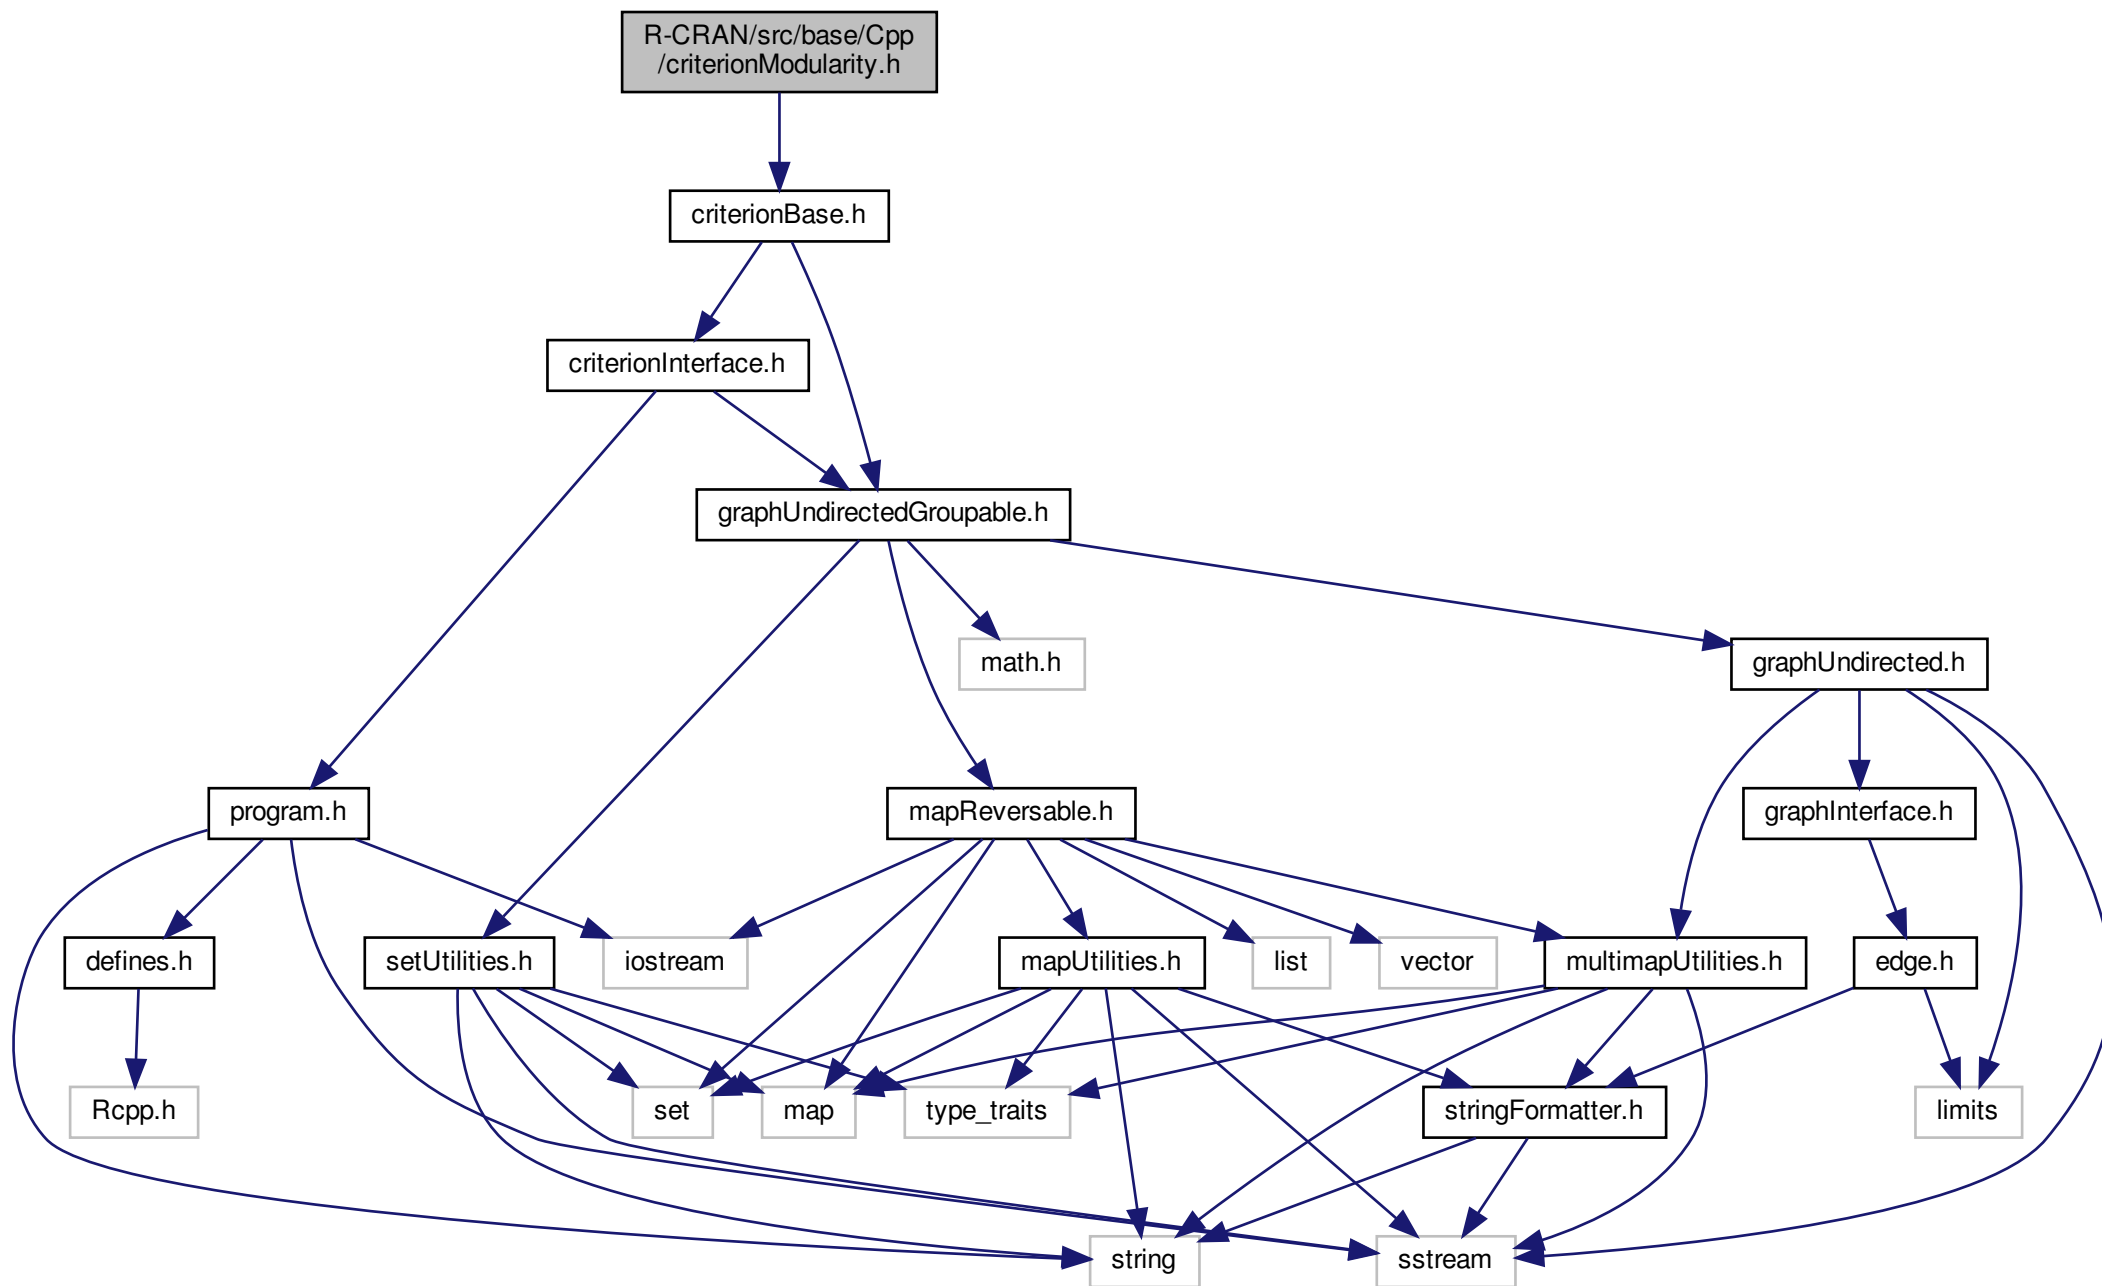 R-CRAN/src/base/Cpp
/criterionModularity.h
criterionBase.h
criterionInterface.h
graphUndirectedGroupable.h
math.h
graphUndirected.h
program.h
mapReversable.h
graphInterface.h
defines.h
setUtilities.h
iostream
mapUtilities.h
list
vector
multimapUtilities.h
edge.h
Rcpp.h
set
map
type_traits
stringFormatter.h
limits
string
sstream